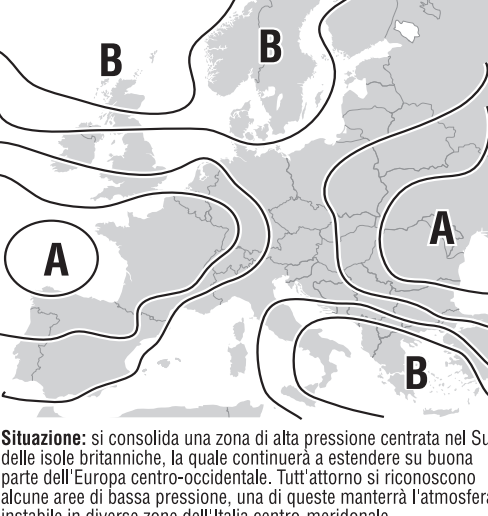 B
B
A
A
B
Situazione: si consolida una zona di alta pressione centrata nel Su
delle isole britanniche, la quale continuerà a estendere su buona
parte dell'Europa centro-occidentale. Tutt'attorno si riconoscono
alcune aree di bassa pressione, una di queste manterrà l'atmosfera
instabile in diverse zone dell'Italia centro-meridionale